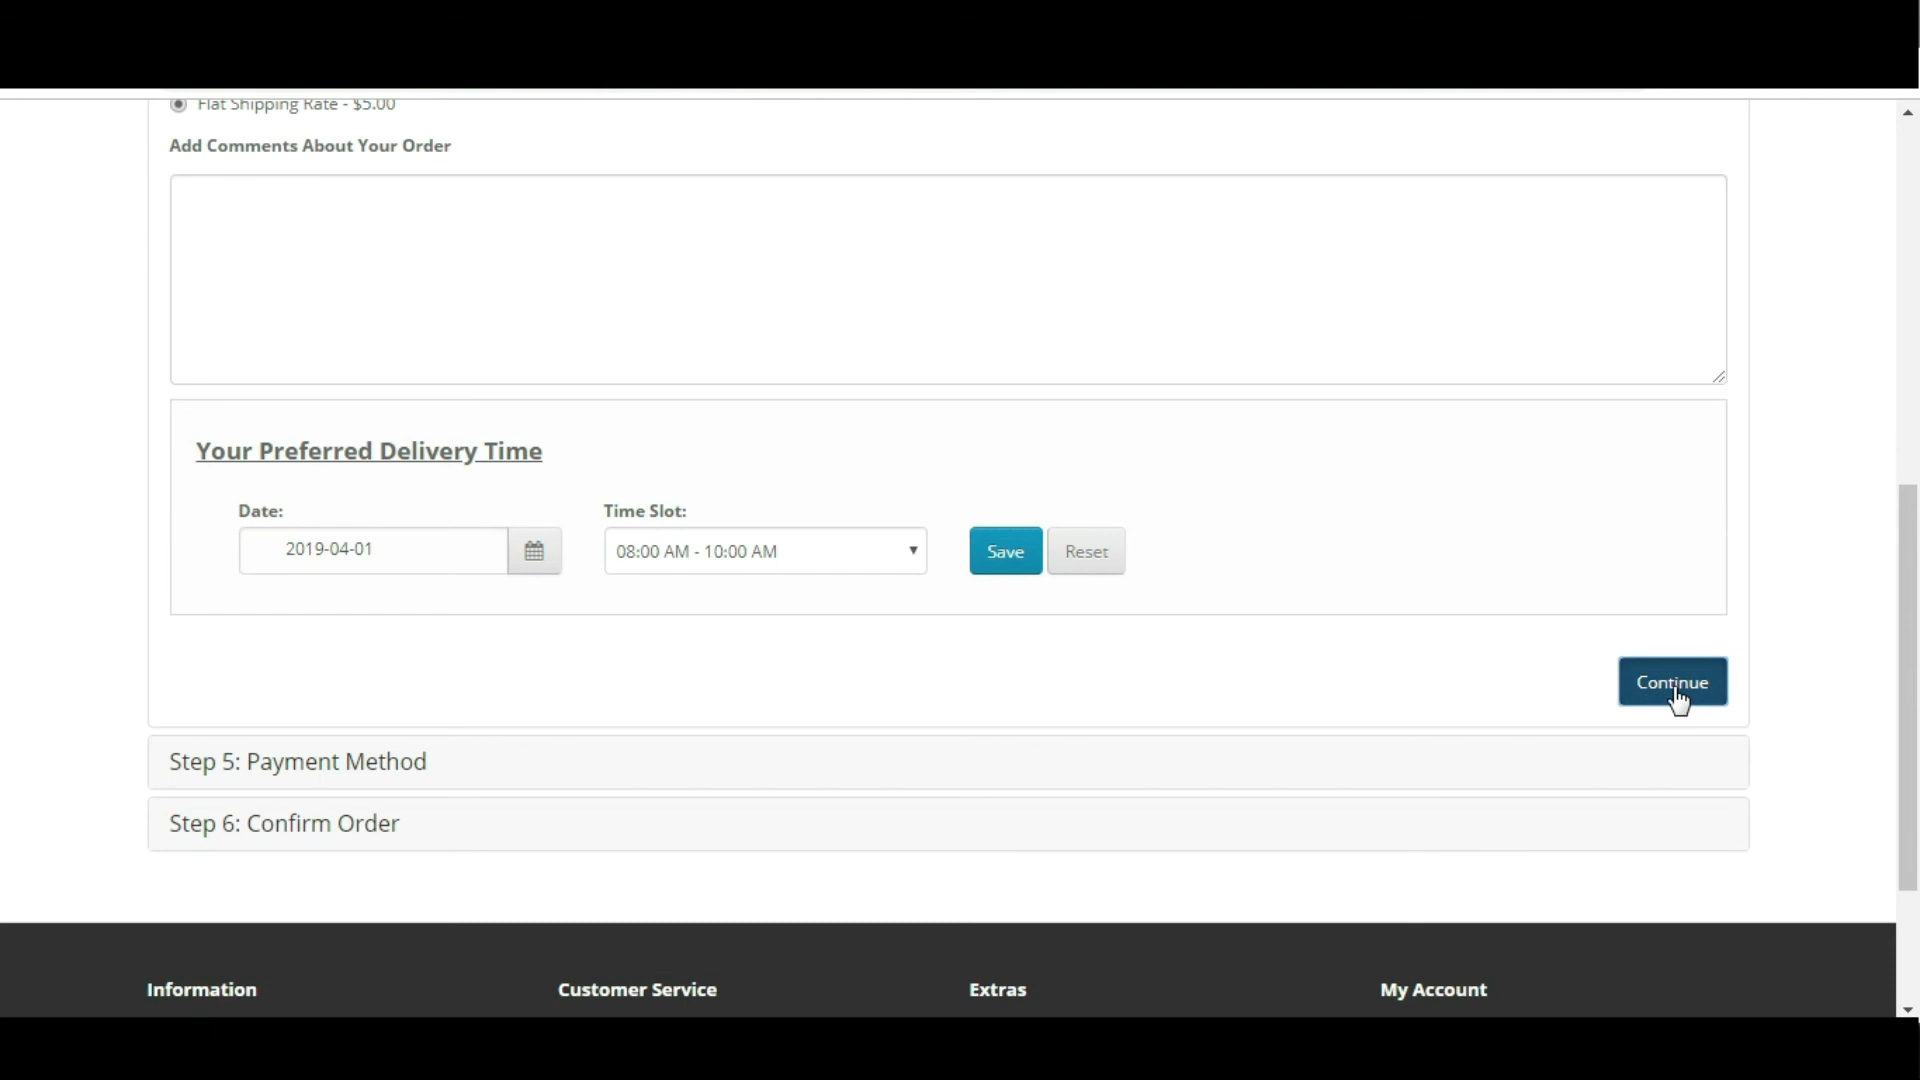 Flat Shipping Rate - $5.00
Add Comments About Your Order
Your Preferred Delivery Time
Date: Time Slot:
2019-04-01 08:00 AM - 10:00 AM Save Reset
Continue
Step 5: Payment Method
Step 6: Confirm Order
Information Customer Service Extras My Account